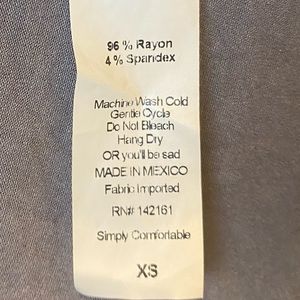 96 % Rayon
4 % Spandex
Machine Wash Cold
Gentle Cycle
Do Not Bleach
Hang Dry
OR you'll be sad
MADE IN MEXICO
Fabric Imported
RN# 142161
Simply Comfortable
XS